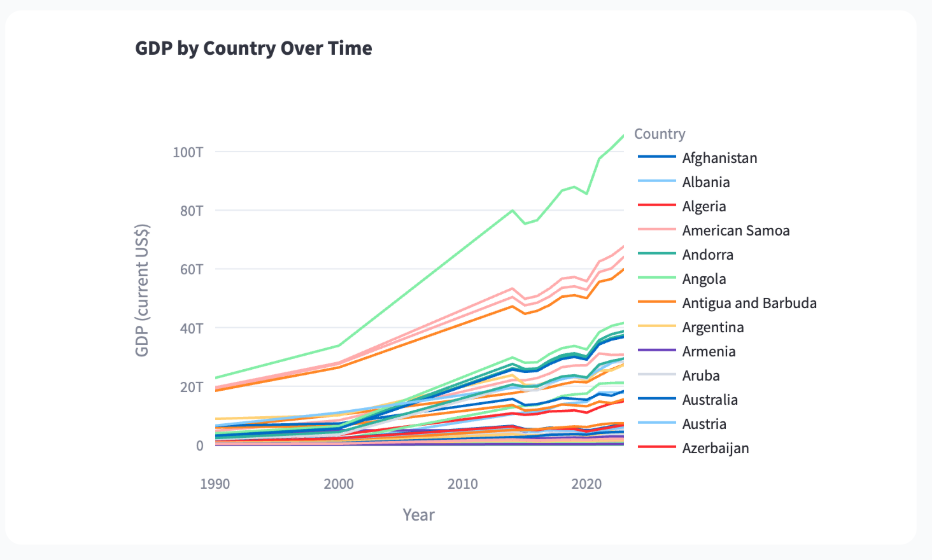 GDP by Country Over Time
Country
Afghanistan
Albania
Algeria
American Samoa
Andorra
Angola
Antigua and Barbuda
Argentina
Armenia
Aruba
Australia
Austria
Azerbaijan
GDP (current US$)
100T
80T
60T
40T
20T
0
1990 2000 2010 2020
Year